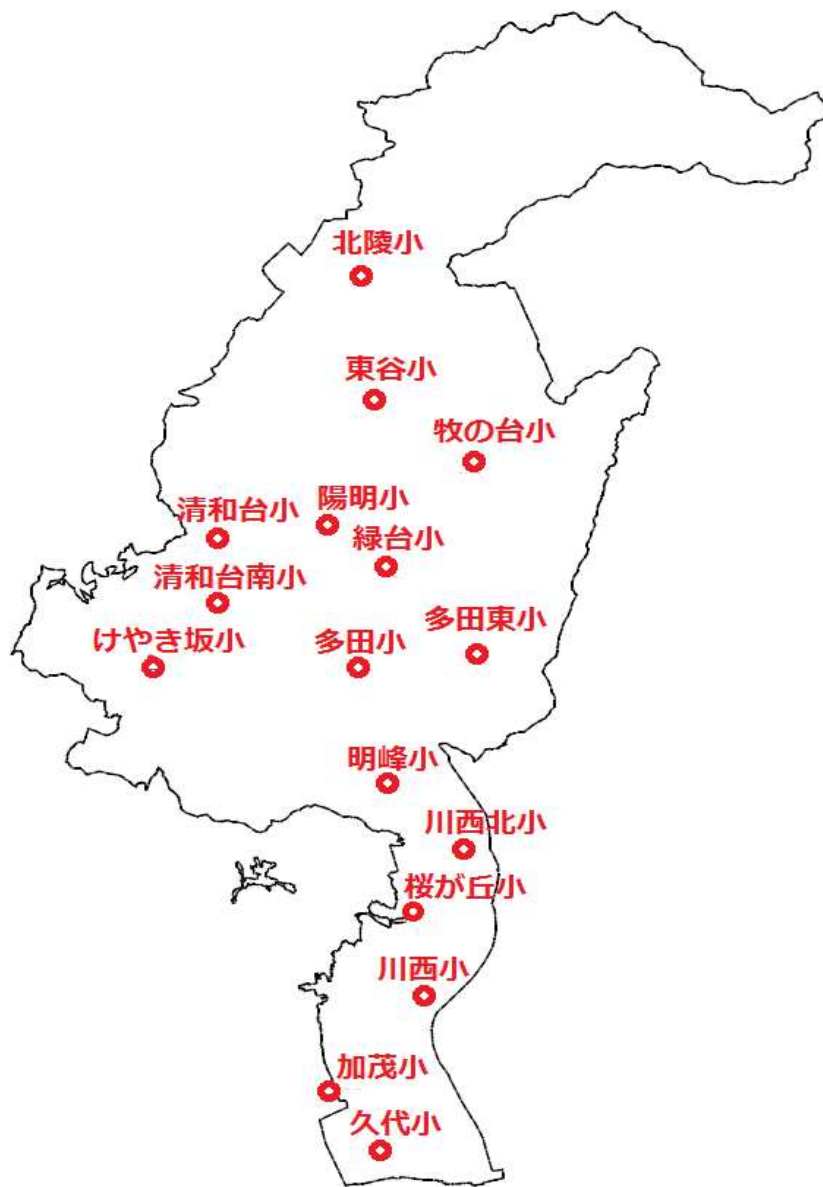 北陵小
東谷小
牧の台小
陽明小
清和台小
緑台小
清和台南小
多田東小
けやき坂小
多田小
明峰小
川西北小
桜が丘小
川西小
加茂小
久代小